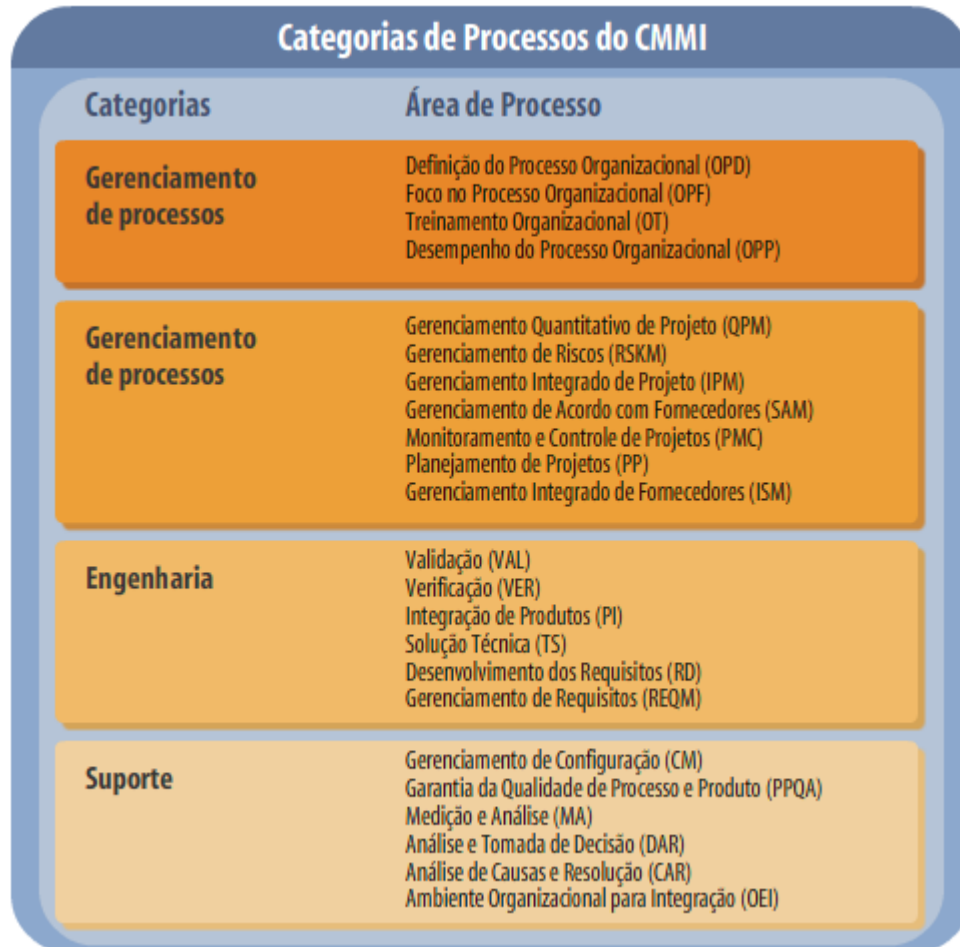 Categorias de Processos do CMMI
Categorias
Área de Processo
Gerenciamento
de processos
Definição do Processo Organizacional (OPD)
Foco no Processo Organizacional (OPF)
Treinamento Organizacional (OT)
Desempenho do Processo Organizacional (OPP)
Gerenciamento
de processos
Gerenciamento Quantitativo de Projeto (QPM)
Gerenciamento de Riscos (RSKM)
Gerenciamento Integrado de Projeto (IPM)
Gerenciamento de Acordo com Fornecedores (SAM)
Monitoramento e Controle de Projetos (PMC)
Planejamento de Projetos (PP)
Gerenciamento Integrado de Fornecedores (ISM)
Engenharia
Validação (VAL)
Verificação (VER)
Integração de Produtos (PI)
Solução Técnica (TS)
Desenvolvimento dos Requisitos (RD)
Gerenciamento de Requisitos (REQM)
Suporte
Gerenciamento de Configuração (CM)
Garantia da Qualidade de Processo e Produto (PPQA)
Medição e Análise (MA)
Análise e Tomada de Decisão (DAR)
Análise de Causas e Resolução (CAR)
Ambiente Organizacional para Integração (OEI)